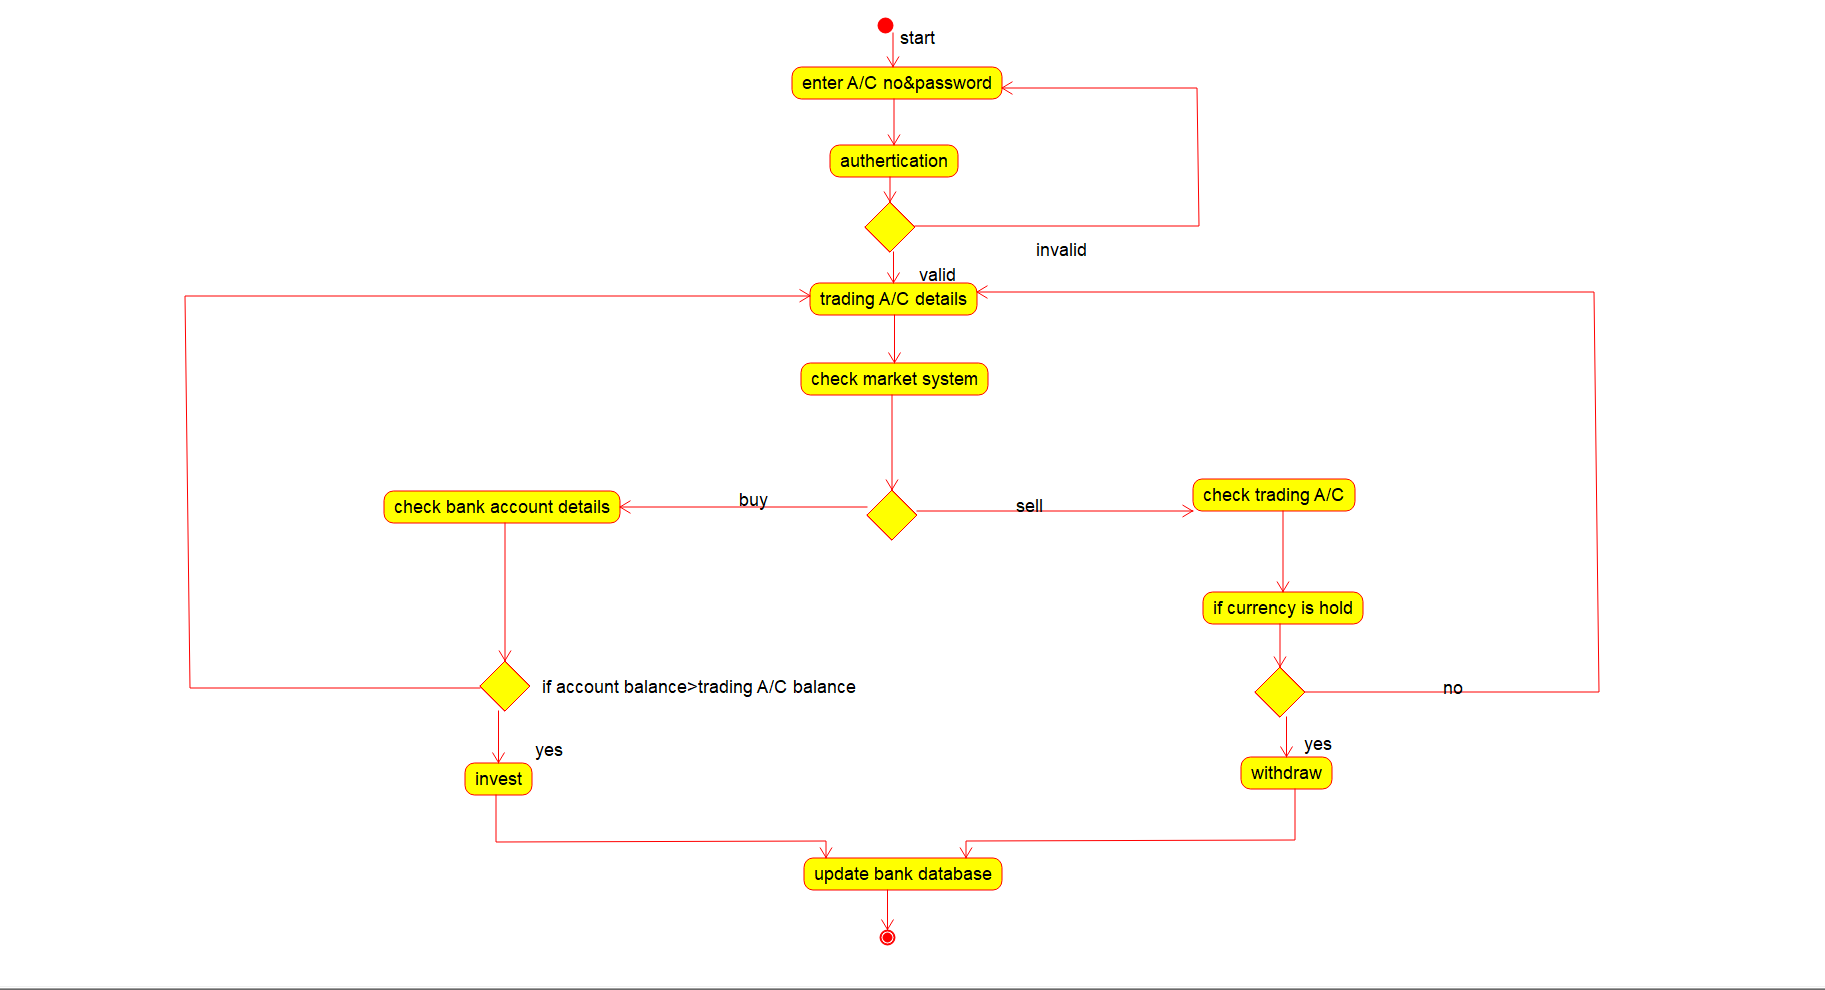 start
enter A/C no&password
authertication
invalid
valid
trading A/C details
check market system
check bank account details
buy
sell
check trading A/C
if currency is hold
if account balance>trading A/C balance
no
yes
yes
invest
withdraw
update bank database